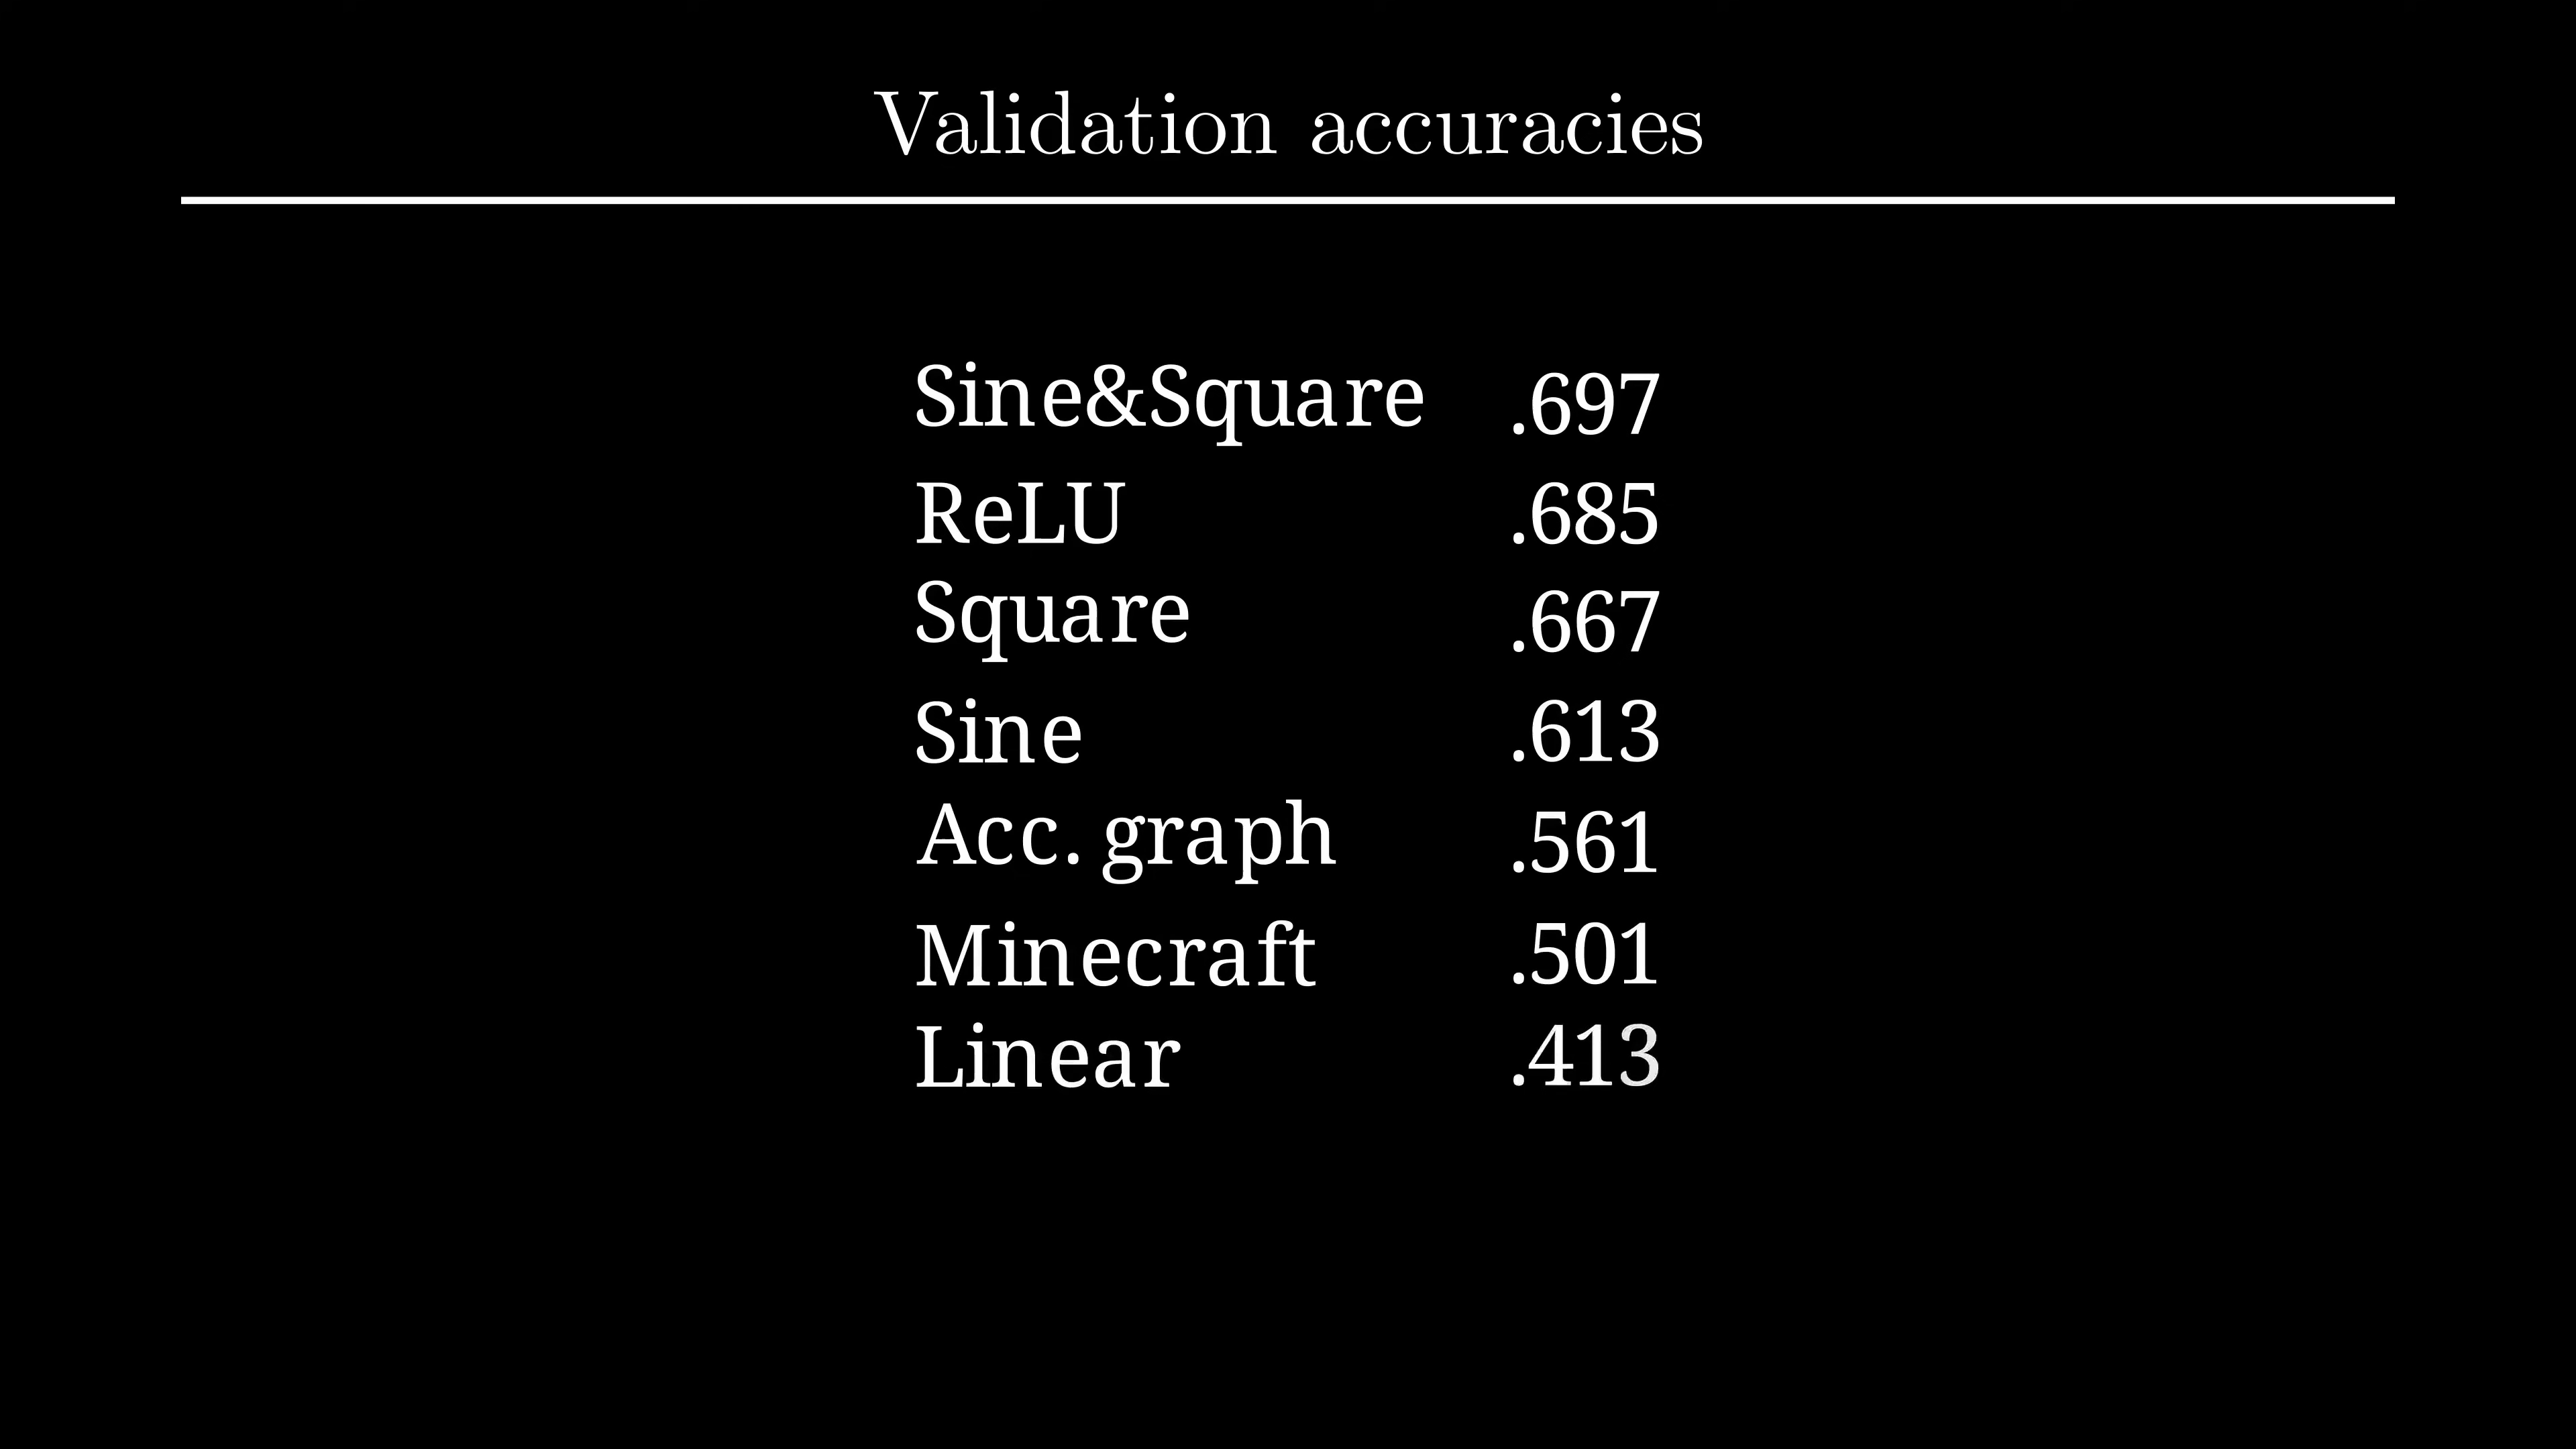 Validation accuracies
Sine&Square .697
ReLU .685
Square .667
Sine .613
Acc. graph .561
Minecraft .501
Linear .413